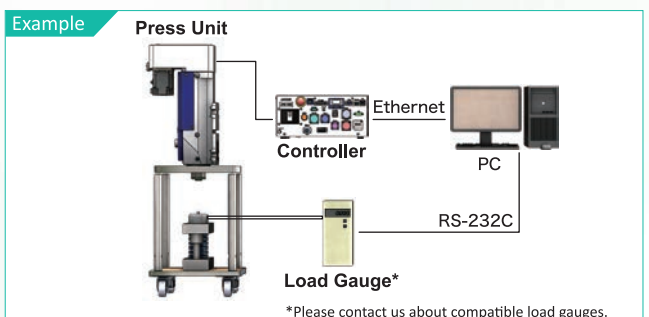 Example
Press Unit
Ethernet
Controller
PC
RS-232C
Load Gauge*
*Please contact us about compatible load gauges.